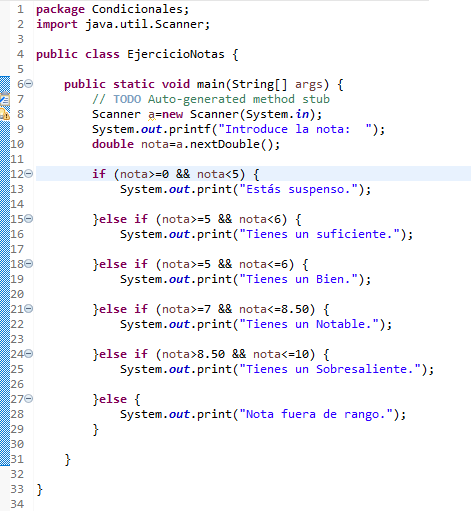 1 package Condicionales;
2 import java.util.Scanner;
3
4 public class EjercicioNotas {
5
6 public static void main(String[] args) {
7 // TODO Auto-generated method stub
8 Scanner a=new Scanner(System.in);
9 System.out.printf("Introduce la nota:  ");
10 double nota=a.nextDouble();
11
12 if (nota>=0 && nota<5) {
13 System.out.print("Estás suspenso.");
14
15 }else if (nota>=5 && nota<6) {
16 System.out.print("Tienes un suficiente.");
17
18 }else if (nota>=5 && nota<=6) {
19 System.out.print("Tienes un Bien.");
20
21 }else if (nota>=7 && nota<=8.50) {
22 System.out.print("Tienes un Notable.");
23
24 }else if (nota>8.50 && nota<=10) {
25 System.out.print("Tienes un Sobresaliente.");
26
27 }else {
28 System.out.print("Nota fuera de rango.");
29 }
30
31 }
32
33 }
34